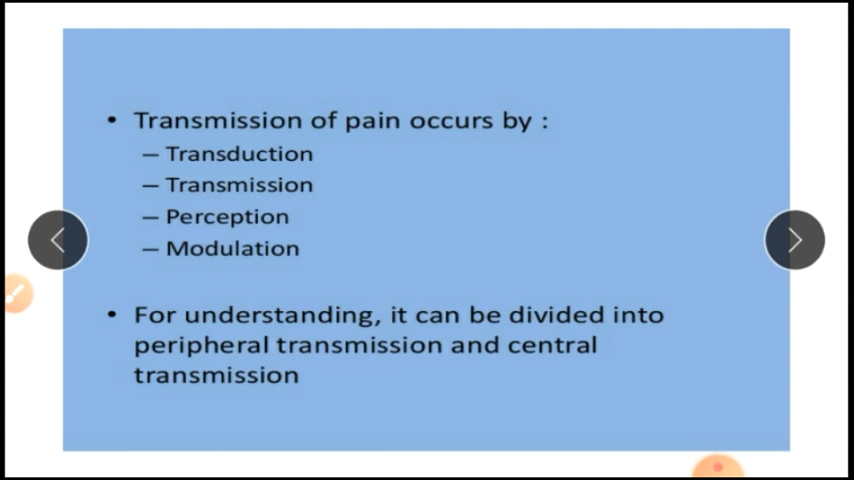 • Transmission of pain occurs by :
– Transduction
– Transmission
– Perception
– Modulation
• For understanding, it can be divided into
peripheral transmission and central
transmission